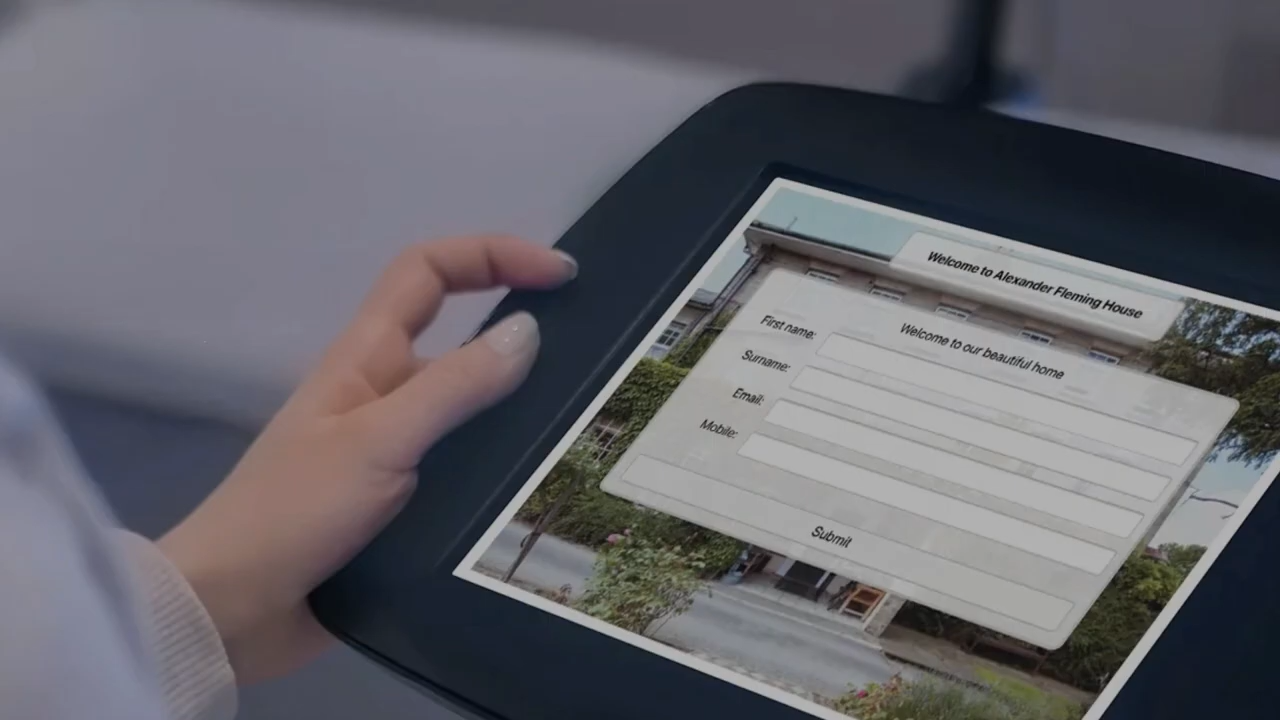 Welcome to Alexander Fleming House
Welcome to our beautiful home
First name:
Surname:
Email:
Mobile:
Submit